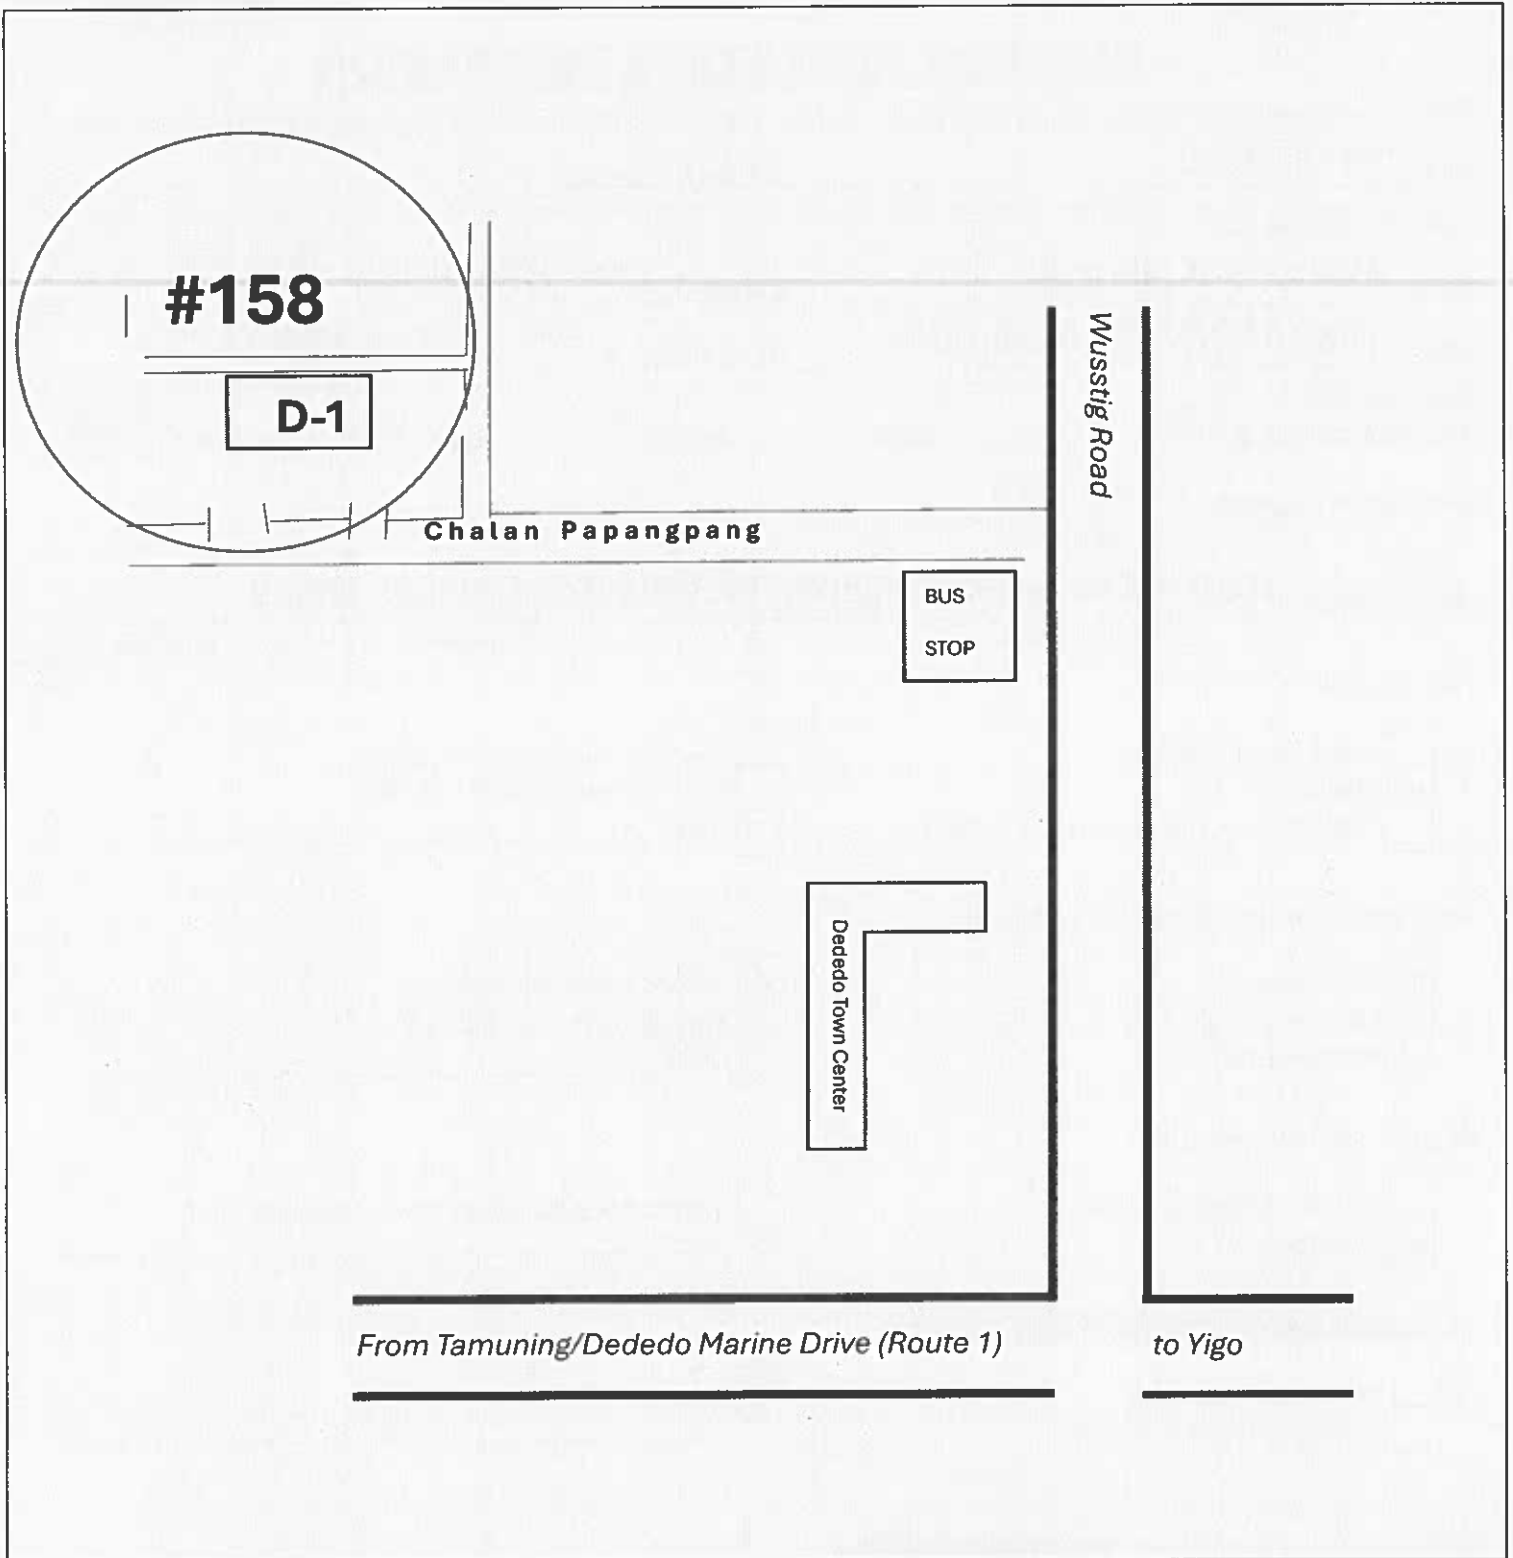 #158
D-1
Wusstig Road
Chalan Papangpang
BUS
STOP
Dededo Town Center
From Tamuning/Dededo Marine Drive (Route 1)
to Yigo